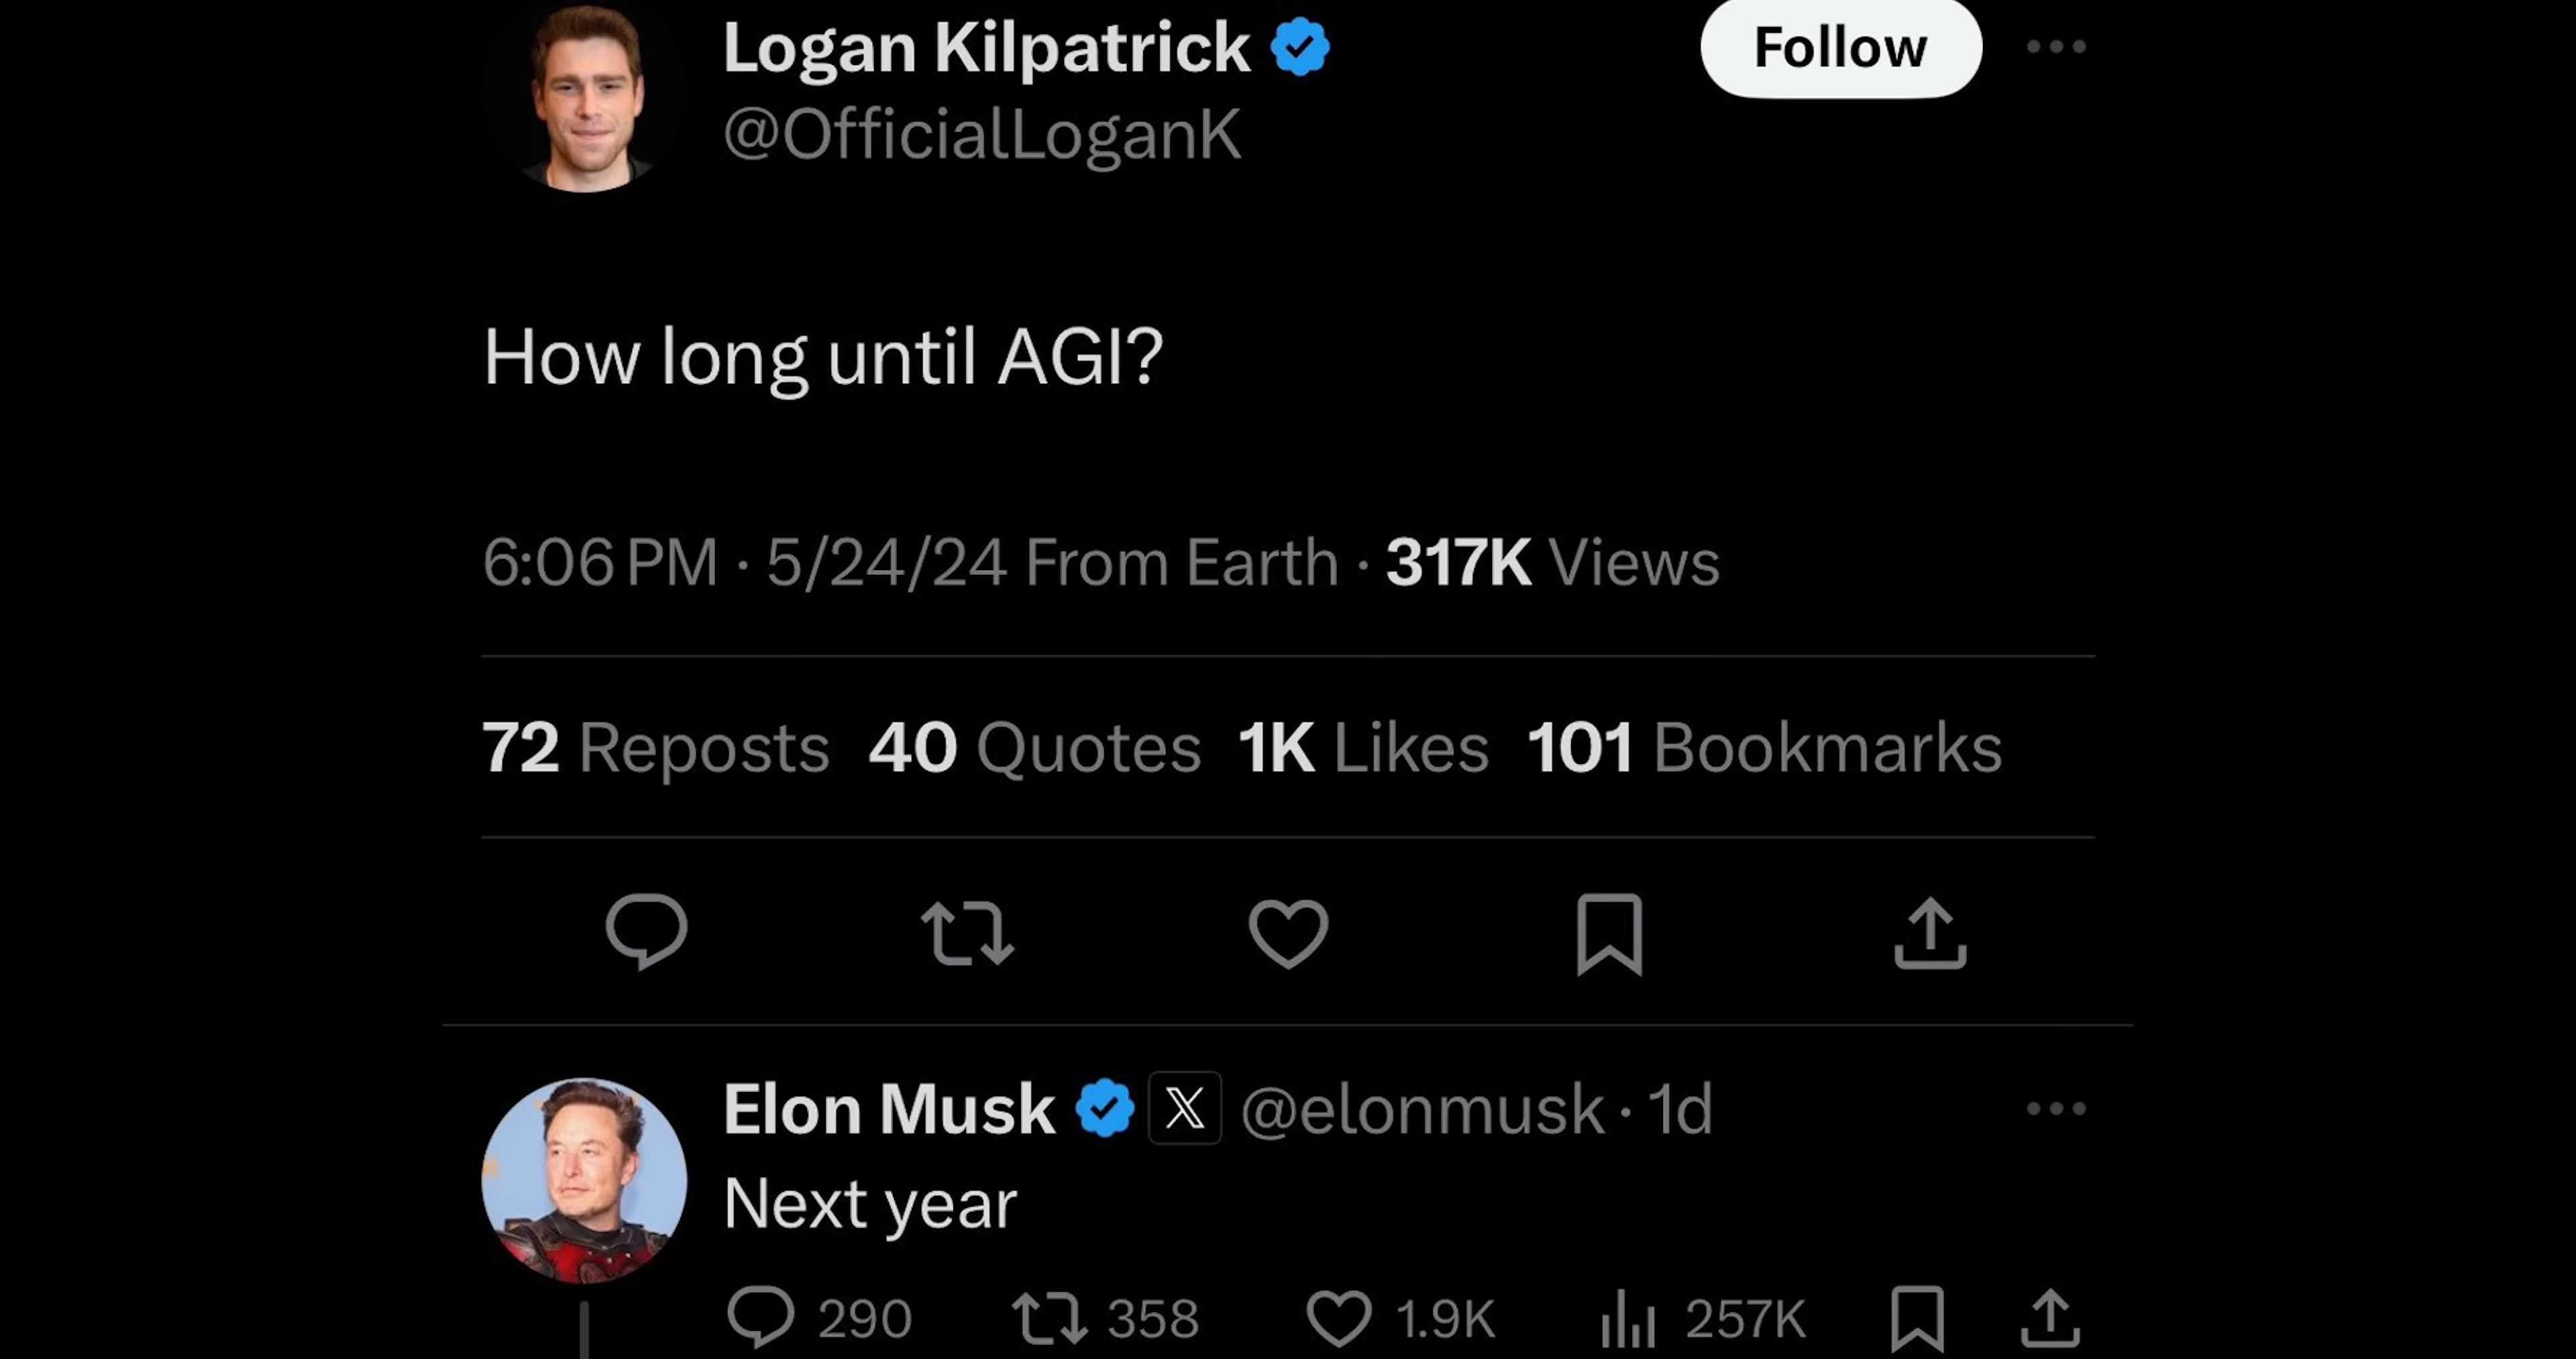 Logan Kilpatrick
Follow
@OfficialLoganK
How long until AGI?
6:06 PM · 5/24/24 From Earth · 317K Views
72 Reposts 40 Quotes 1K Likes 101 Bookmarks
Elon Musk X @elonmusk · 1d
Next year
290 358 1.9K 257K